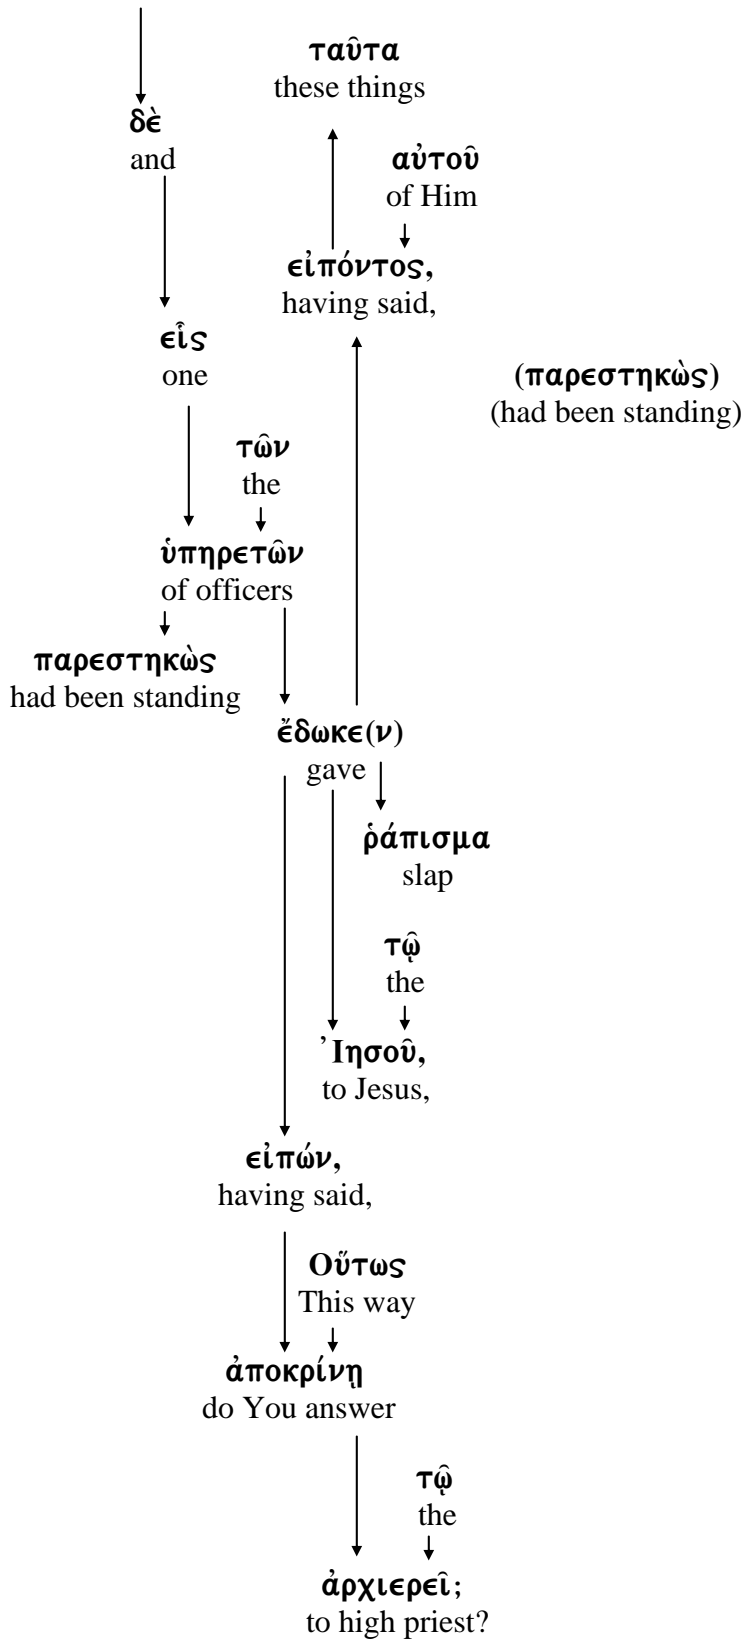 ταῦτα
these things
δὲ
and
αὐτοῦ
of Him
εἰπόντος,
having said,
εἷς
one
(παρεστηκὼς)
(had been standing)
τῶν
the
ὑπηρετῶν
of officers
παρεστηκὼς
had been standing
ἔδωκε(ν)
gave
ῥάπισμα
slap
τῷ
the
Ἰησοῦ,
to Jesus,
εἰπών,
having said,
Οὕτως
This way
ἀποκρίνῃ
do You answer
τῷ
the
ἀρχιερεῖ;
to high priest?